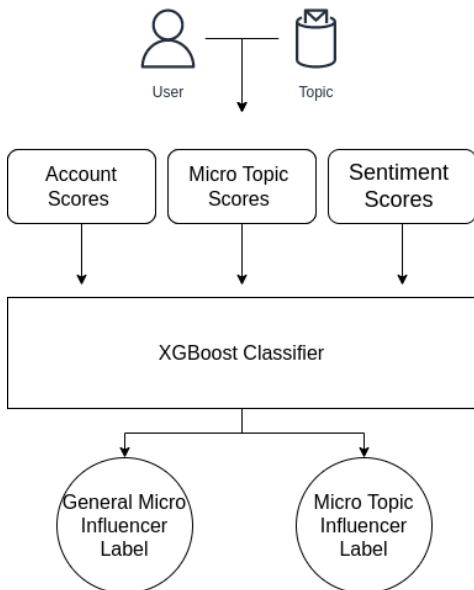 User
Topic
Account
Scores
Micro Topic
Scores
Sentiment
Scores
XGBoost Classifier
General Micro
Influencer
Label
Micro Topic
Influencer
Label